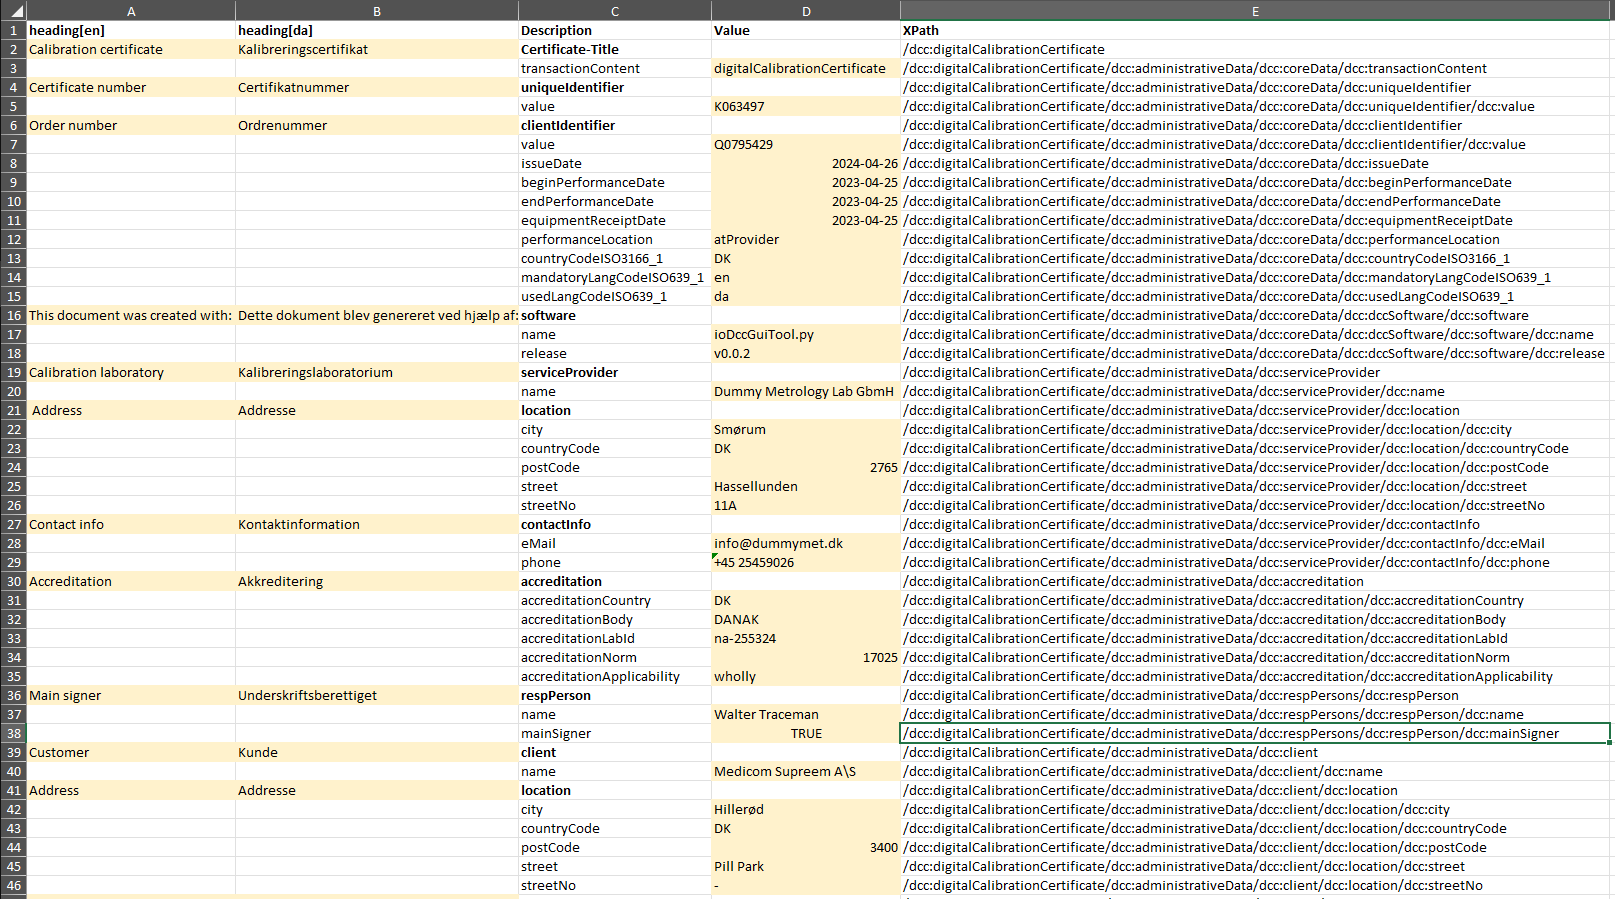 A B C D E
1 heading[en] heading[da] Description Value XPath
2 Calibration certificate Kalibreringscertifikat Certificate-Title /dcc:digitalCalibrationCertificate
3 transactionContent digitalCalibrationCertificate /dcc:digitalCalibrationCertificate/dcc:administrativeData/dcc:coreData/dcc:transactionContent
4 Certificate number Certifikatnummer uniqueIdentifier /dcc:digitalCalibrationCertificate/dcc:administrativeData/dcc:coreData/dcc:uniqueIdentifier
5 value K063497 /dcc:digitalCalibrationCertificate/dcc:administrativeData/dcc:coreData/dcc:uniqueIdentifier/dcc:value
6 Order number Ordrenummer clientIdentifier /dcc:digitalCalibrationCertificate/dcc:administrativeData/dcc:coreData/dcc:clientIdentifier
7 value Q0795429 /dcc:digitalCalibrationCertificate/dcc:administrativeData/dcc:coreData/dcc:clientIdentifier/dcc:value
8 issueDate 2024-04-26 /dcc:digitalCalibrationCertificate/dcc:administrativeData/dcc:coreData/dcc:issueDate
9 beginPerformanceDate 2023-04-25 /dcc:digitalCalibrationCertificate/dcc:administrativeData/dcc:coreData/dcc:beginPerformanceDate
10 endPerformanceDate 2023-04-25 /dcc:digitalCalibrationCertificate/dcc:administrativeData/dcc:coreData/dcc:endPerformanceDate
11 equipmentReceiptDate 2023-04-25 /dcc:digitalCalibrationCertificate/dcc:administrativeData/dcc:coreData/dcc:equipmentReceiptDate
12 performanceLocation atProvider /dcc:digitalCalibrationCertificate/dcc:administrativeData/dcc:coreData/dcc:performanceLocation
13 countryCodeISO3166_1 DK /dcc:digitalCalibrationCertificate/dcc:administrativeData/dcc:coreData/dcc:countryCodeISO3166_1
14 mandatoryLangCodeISO639_1 en /dcc:digitalCalibrationCertificate/dcc:administrativeData/dcc:coreData/dcc:mandatoryLangCodeISO639_1
15 usedLangCodeISO639_1 da /dcc:digitalCalibrationCertificate/dcc:administrativeData/dcc:coreData/dcc:usedLangCodeISO639_1
16 This document was created with: Dette dokument blev genereret ved hjælp af: software /dcc:digitalCalibrationCertificate/dcc:administrativeData/dcc:coreData/dcc:dccSoftware/dcc:software
17 name ioDccGuiTool.py /dcc:digitalCalibrationCertificate/dcc:administrativeData/dcc:coreData/dcc:dccSoftware/dcc:software/dcc:name
18 release v0.0.2 /dcc:digitalCalibrationCertificate/dcc:administrativeData/dcc:coreData/dcc:dccSoftware/dcc:software/dcc:release
19 Calibration laboratory Kalibreringslaboratorium serviceProvider /dcc:digitalCalibrationCertificate/dcc:administrativeData/dcc:serviceProvider
20 name Dummy Metrology Lab GbmH /dcc:digitalCalibrationCertificate/dcc:administrativeData/dcc:serviceProvider/dcc:name
21 Address Addresse location /dcc:digitalCalibrationCertificate/dcc:administrativeData/dcc:serviceProvider/dcc:location
22 city Smørum /dcc:digitalCalibrationCertificate/dcc:administrativeData/dcc:serviceProvider/dcc:location/dcc:city
23 countryCode DK /dcc:digitalCalibrationCertificate/dcc:administrativeData/dcc:serviceProvider/dcc:location/dcc:countryCode
24 postCode 2765 /dcc:digitalCalibrationCertificate/dcc:administrativeData/dcc:serviceProvider/dcc:location/dcc:postCode
25 street Hassellunden /dcc:digitalCalibrationCertificate/dcc:administrativeData/dcc:serviceProvider/dcc:location/dcc:street
26 streetNo 11A /dcc:digitalCalibrationCertificate/dcc:administrativeData/dcc:serviceProvider/dcc:location/dcc:streetNo
27 Contact info Kontaktinformation contactInfo /dcc:digitalCalibrationCertificate/dcc:administrativeData/dcc:serviceProvider/dcc:contactInfo
28 eMail info@dummymet.dk /dcc:digitalCalibrationCertificate/dcc:administrativeData/dcc:serviceProvider/dcc:contactInfo/dcc:eMail
29 phone +45 25459026 /dcc:digitalCalibrationCertificate/dcc:administrativeData/dcc:serviceProvider/dcc:contactInfo/dcc:phone
30 Accreditation Akkreditering accreditation /dcc:digitalCalibrationCertificate/dcc:administrativeData/dcc:accreditation
31 accreditationCountry DK /dcc:digitalCalibrationCertificate/dcc:administrativeData/dcc:accreditation/dcc:accreditationCountry
32 accreditationBody DANAK /dcc:digitalCalibrationCertificate/dcc:administrativeData/dcc:accreditation/dcc:accreditationBody
33 accreditationLabId na-255324 /dcc:digitalCalibrationCertificate/dcc:administrativeData/dcc:accreditation/dcc:accreditationLabId
34 accreditationNorm 17025 /dcc:digitalCalibrationCertificate/dcc:administrativeData/dcc:accreditation/dcc:accreditationNorm
35 accreditationApplicability wholly /dcc:digitalCalibrationCertificate/dcc:administrativeData/dcc:accreditation/dcc:accreditationApplicability
36 Main signer Underskriftsberettiget respPerson /dcc:digitalCalibrationCertificate/dcc:administrativeData/dcc:respPersons/dcc:respPerson
37 name Walter Traceman /dcc:digitalCalibrationCertificate/dcc:administrativeData/dcc:respPersons/dcc:respPerson/dcc:name
38 mainSigner TRUE /dcc:digitalCalibrationCertificate/dcc:administrativeData/dcc:respPersons/dcc:respPerson/dcc:mainSigner
39 Customer Kunde client /dcc:digitalCalibrationCertificate/dcc:administrativeData/dcc:client
40 name Medicom Supreem A\S /dcc:digitalCalibrationCertificate/dcc:administrativeData/dcc:client/dcc:name
41 Address Addresse location /dcc:digitalCalibrationCertificate/dcc:administrativeData/dcc:client/dcc:location
42 city Hillerød /dcc:digitalCalibrationCertificate/dcc:administrativeData/dcc:client/dcc:location/dcc:city
43 countryCode DK /dcc:digitalCalibrationCertificate/dcc:administrativeData/dcc:client/dcc:location/dcc:countryCode
44 postCode 3400 /dcc:digitalCalibrationCertificate/dcc:administrativeData/dcc:client/dcc:location/dcc:postCode
45 street Pill Park /dcc:digitalCalibrationCertificate/dcc:administrativeData/dcc:client/dcc:location/dcc:street
46 streetNo - /dcc:digitalCalibrationCertificate/dcc:administrativeData/dcc:client/dcc:location/dcc:streetNo